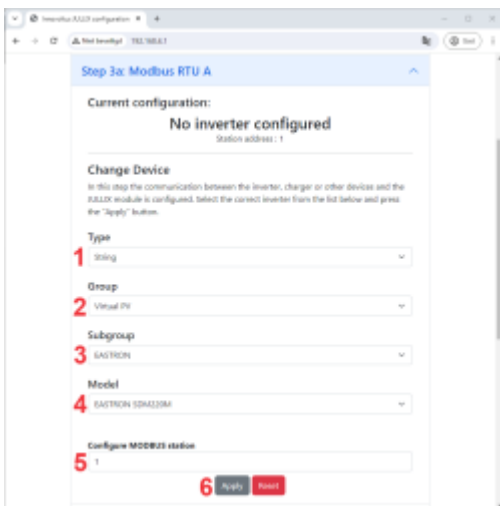 configuration
Step 3a: Modbus RTU A
Current configuration:
No inverter configured
Station address : 1
Change Device
In this step the communication between the inverter, charger or other devices and the
module is configured. Select the correct inverter from the list below and press
the "Apply" button.
Type
1
String
Group
2
Virtual PV
Subgroup
3
EASTRON
Model
4
EASTRON SDM220M
Configure MODBUS station
5
1
6
Apply Reset